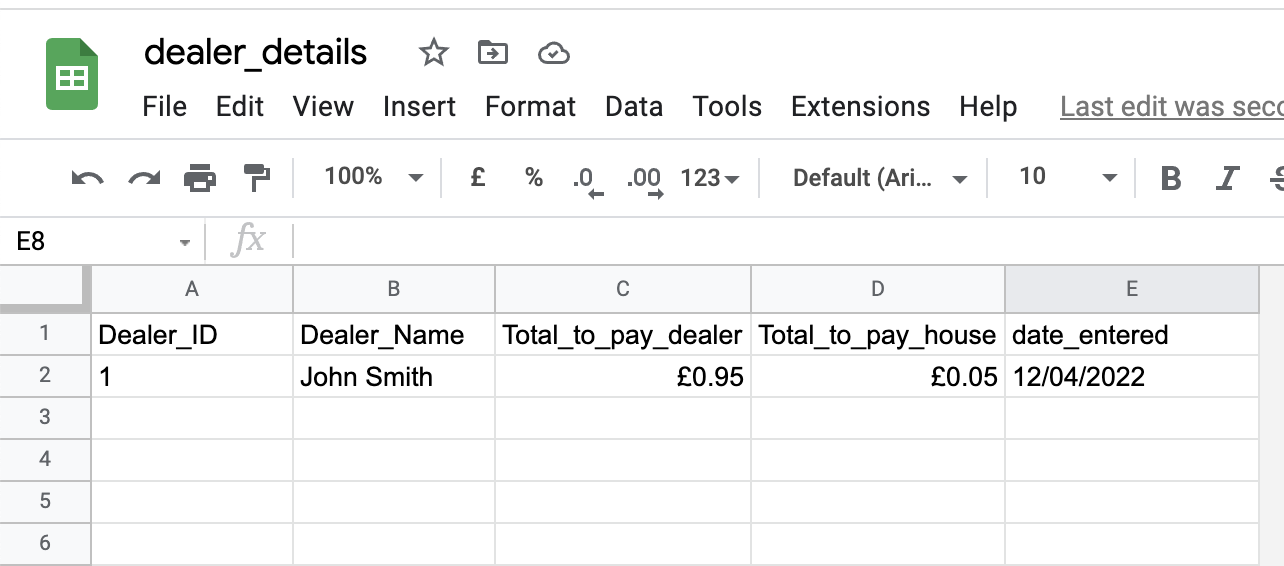 dealer_details
File Edit View Insert Format Data Tools Extensions Help Last edit was
100% £ % .0 .00 123 Default (Ari... 10 B I
E8 fx
A B C D E
1 Dealer_ID Dealer_Name Total_to_pay_dealer Total_to_pay_house date_entered
2 1 John Smith £0.95 £0.05 12/04/2022
3
4
5
6